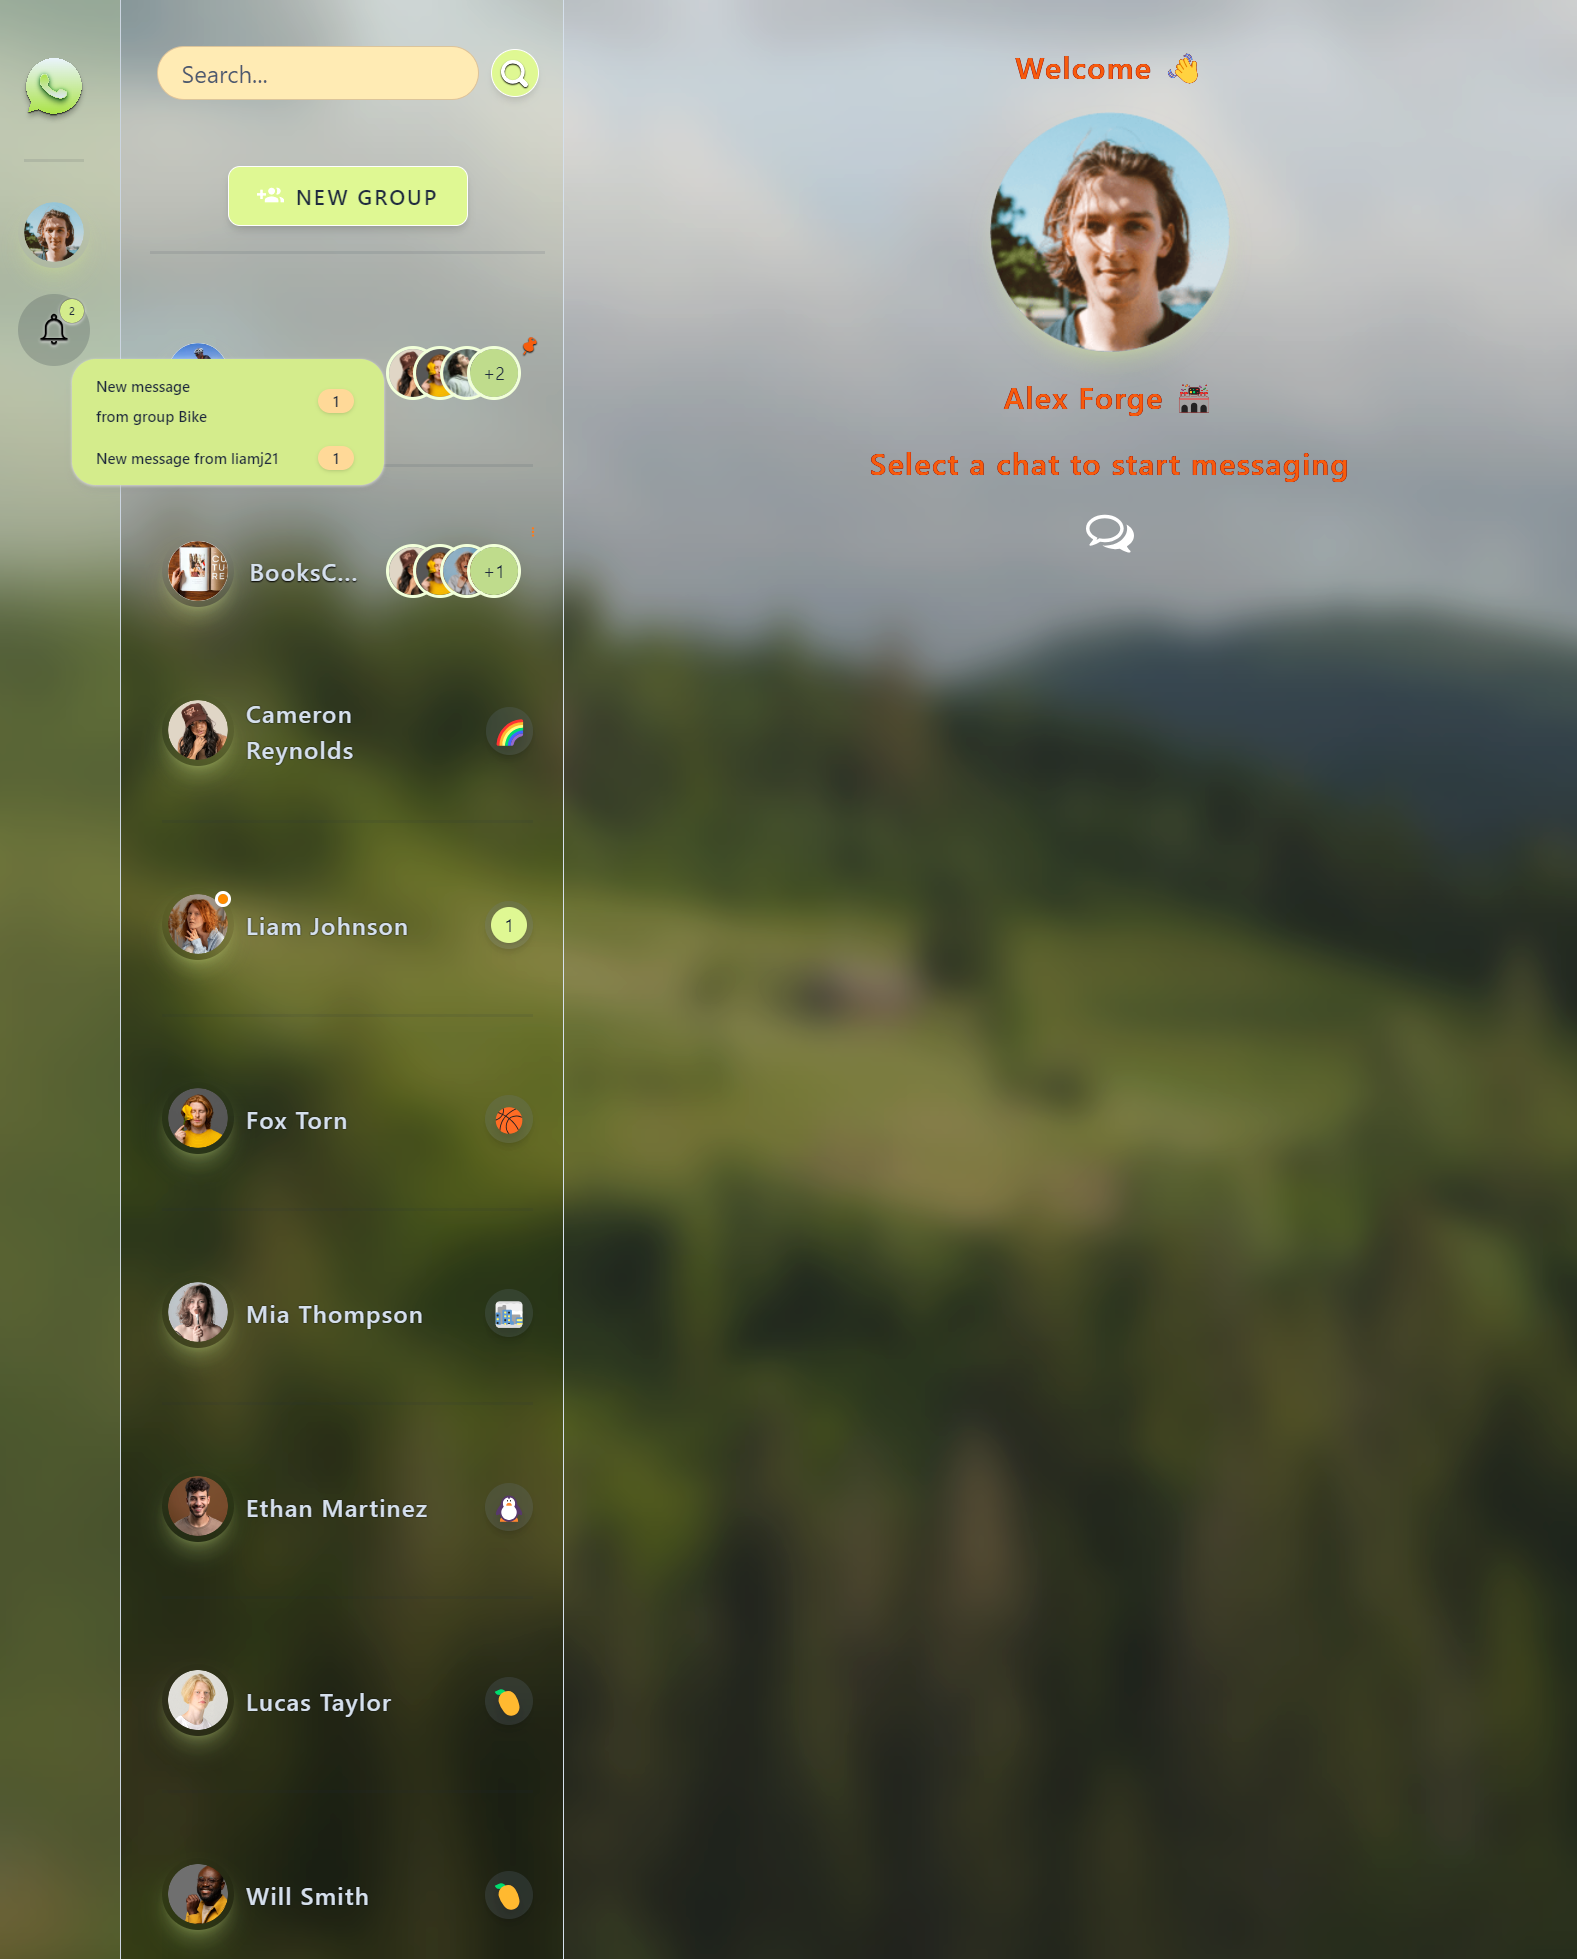 Search...
NEW GROUP
2
+2
New message
from group Bike
1
New message from liamj21
1
BooksC...
+1
Cameron
Reynolds
Liam Johnson
1
Fox Torn
Mia Thompson
Ethan Martinez
Lucas Taylor
Will Smith
Welcome 👋
Alex Forge
Select a chat to start messaging